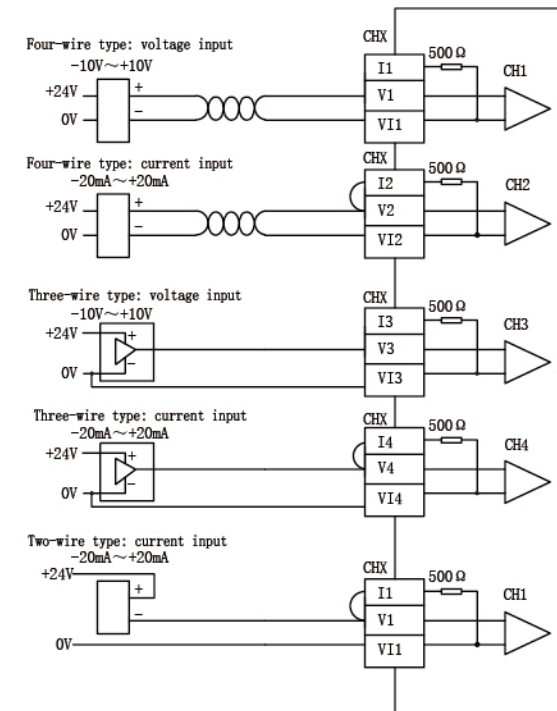 Four-wire type: voltage input
-10V～+10V
+24V
0V
+
-
CHX
I1
V1
VI1
500Ω
CH1
Four-wire type: current input
-20mA～+20mA
+24V
0V
+
-
CHX
I2
V2
VI2
500Ω
CH2
Three-wire type: voltage input
-10V～+10V
+24V
0V
+
-
CHX
I3
V3
VI3
500Ω
CH3
Three-wire type: current input
-20mA～+20mA
+24V
0V
+
-
CHX
I4
V4
VI4
500Ω
CH4
Two-wire type: current input
-20mA～+20mA
+24V
+
-
0V
CHX
I1
V1
VI1
500Ω
CH1